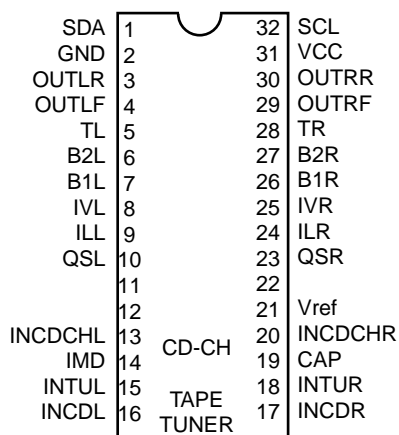 SDA 1 32 SCL
GND 2 31 VCC
OUTLR 3 30 OUTRR
OUTLF 4 29 OUTRF
TL 5 28 TR
B2L 6 27 B2R
B1L 7 26 B1R
IVL 8 25 IVR
ILL 9 24 ILR
QSL 10 23 QSR
11 22
12 21 Vref
INCDCHL 13 CD-CH 20 INCDCHR
IMD 14 19 CAP
INTUL 15 TAPE 18 INTUR
INCDL 16 TUNER 17 INCDR